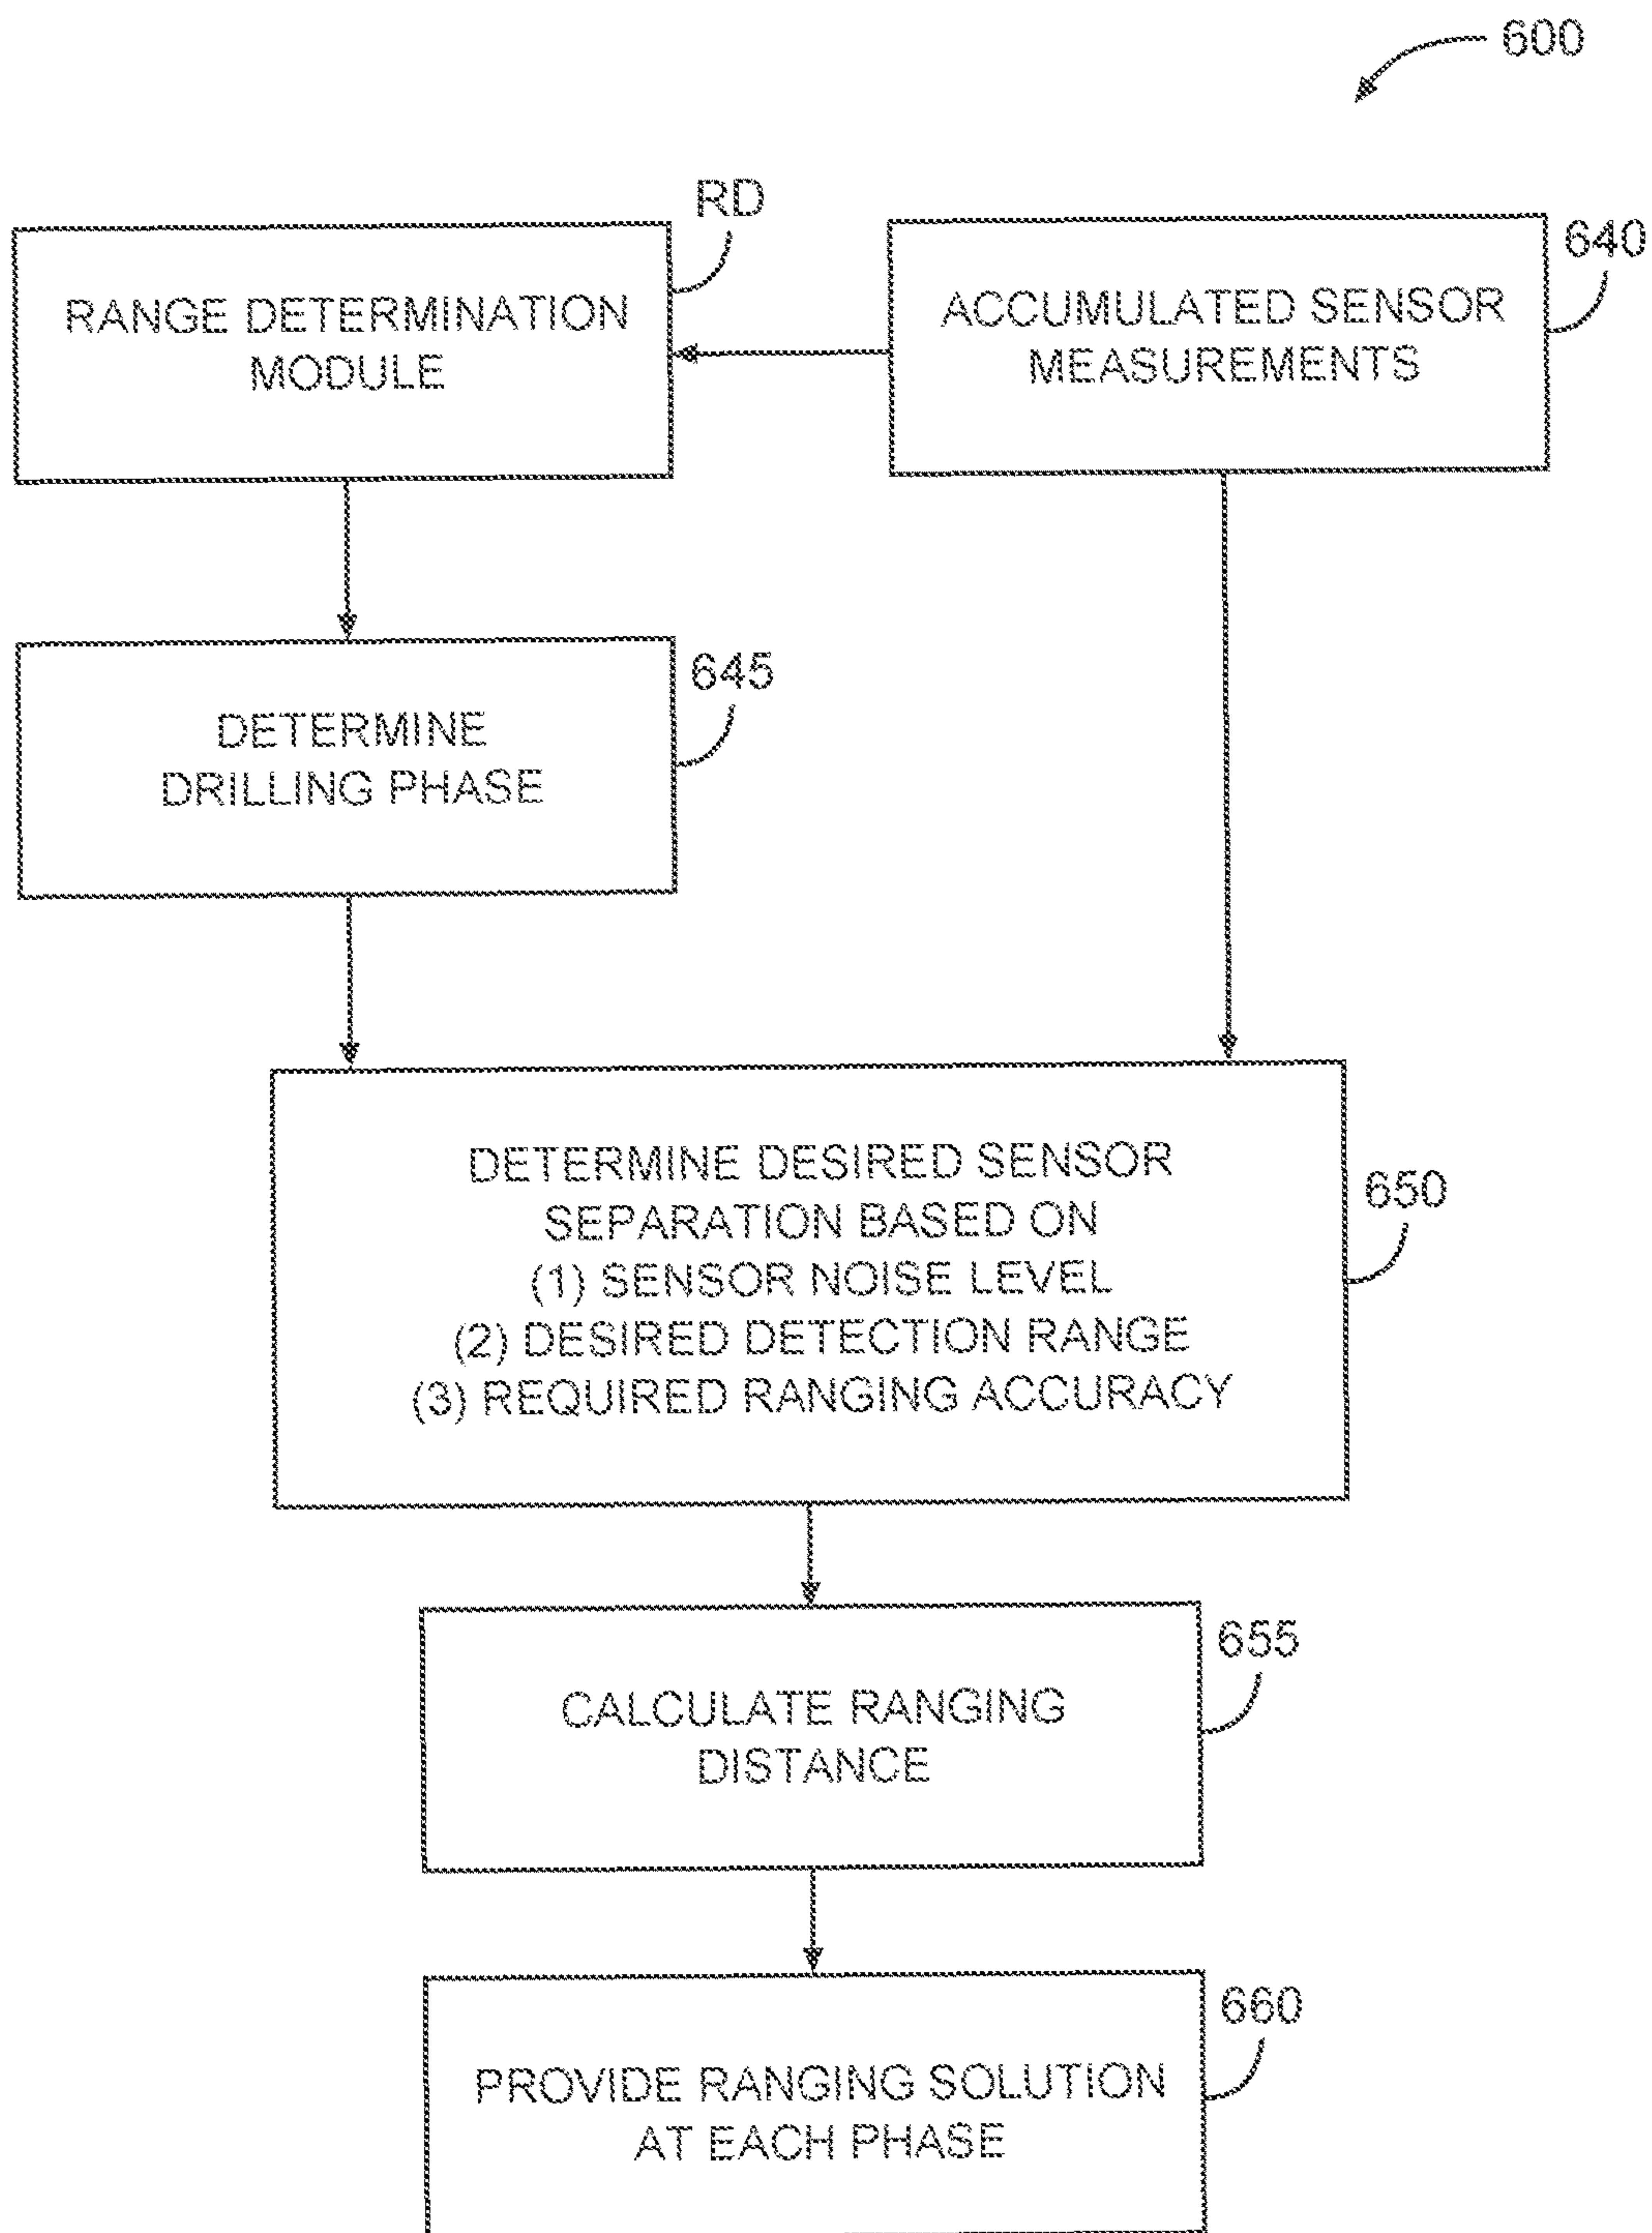 600
RD
RANGE DETERMINATION
MODULE
640
ACCUMULATED SENSOR
MEASUREMENTS
645
DETERMINE
DRILLING PHASE
650
DETERMINE DESIRED SENSOR
SEPARATION BASED ON
(1) SENSOR NOISE LEVEL
(2) DESIRED DETECTION RANGE
(3) REQUIRED RANGING ACCURACY
655
CALCULATE RANGING
DISTANCE
660
PROVIDE RANGING SOLUTION
AT EACH PHASE